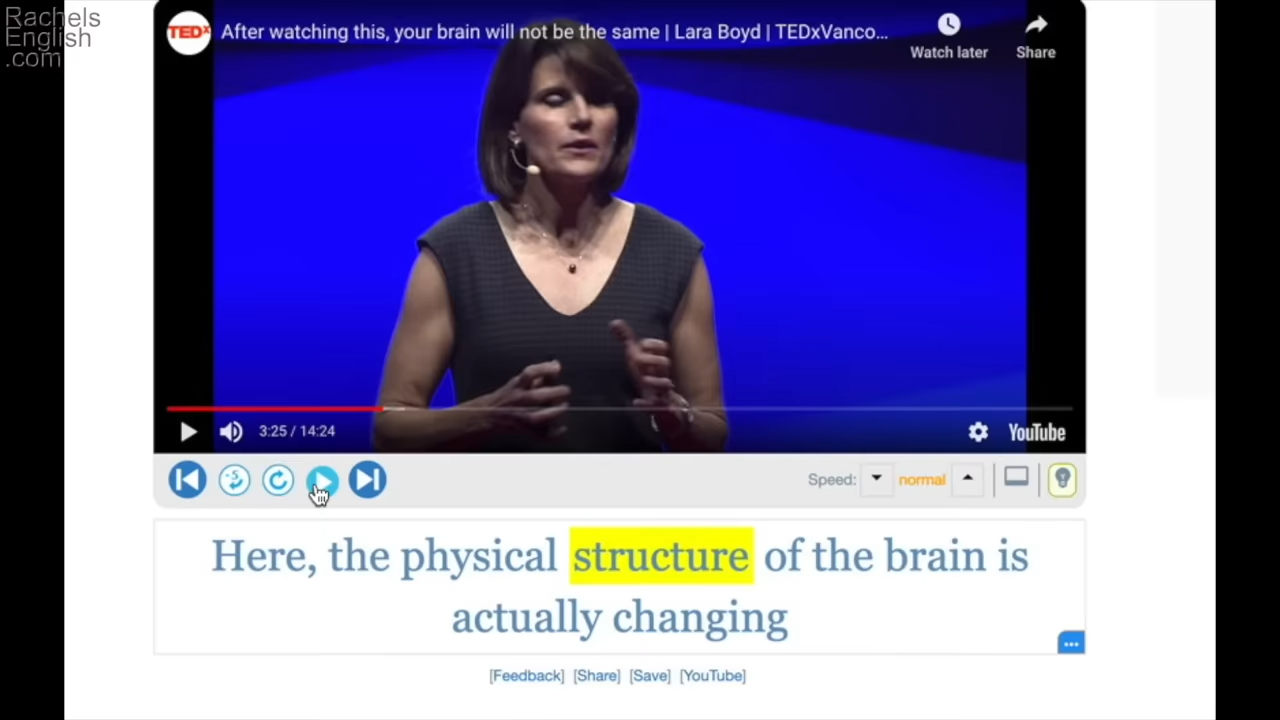 Rachels
English
.com
TEDx
After watching this, your brain will not be the same | Lara Boyd | TEDxVanco...
Watch later
Share
3:25 / 14:24
YouTube
5
Speed:
normal
Here, the physical structure of the brain is
actually changing
...
[Feedback] [Share] [Save] [YouTube]